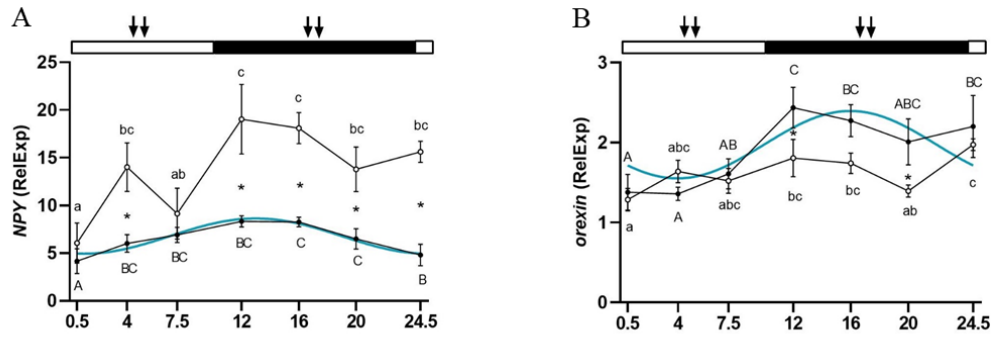 A
25
20
15
10
5
0
NPY (RelExp)
a
bc
ab
c
c
bc
bc
*
*
*
*
*
A
BC
BC
BC
C
C
B
0.5 4 7.5 12 16 20 24.5
B
3
2
1
0
orexin (RelExp)
A
abc
AB
C
BC
ABC
BC
*
*
a
A
abc
bc
bc
ab
c
0.5 4 7.5 12 16 20 24.5